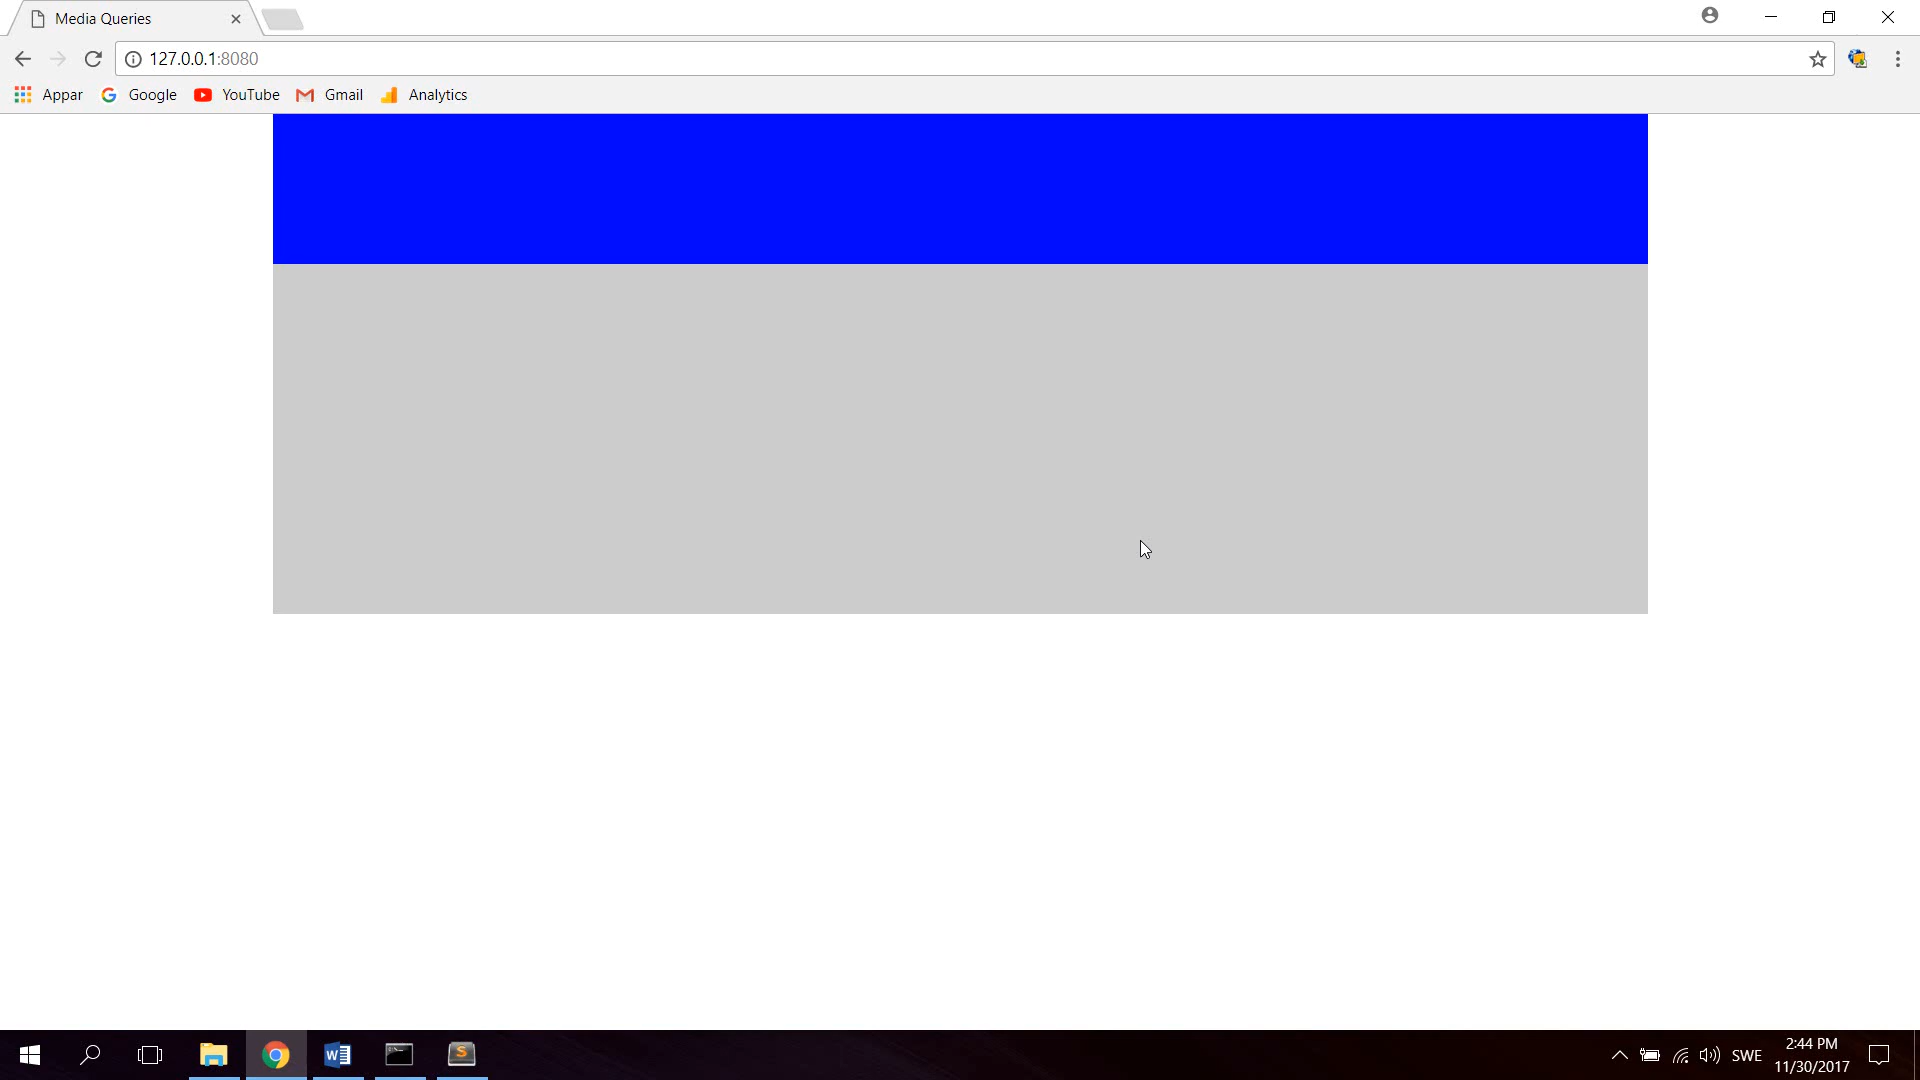 Media Queries
127.0.0.1:8080
Appar Google YouTube Gmail Analytics
SWE
2:44 PM
11/30/2017